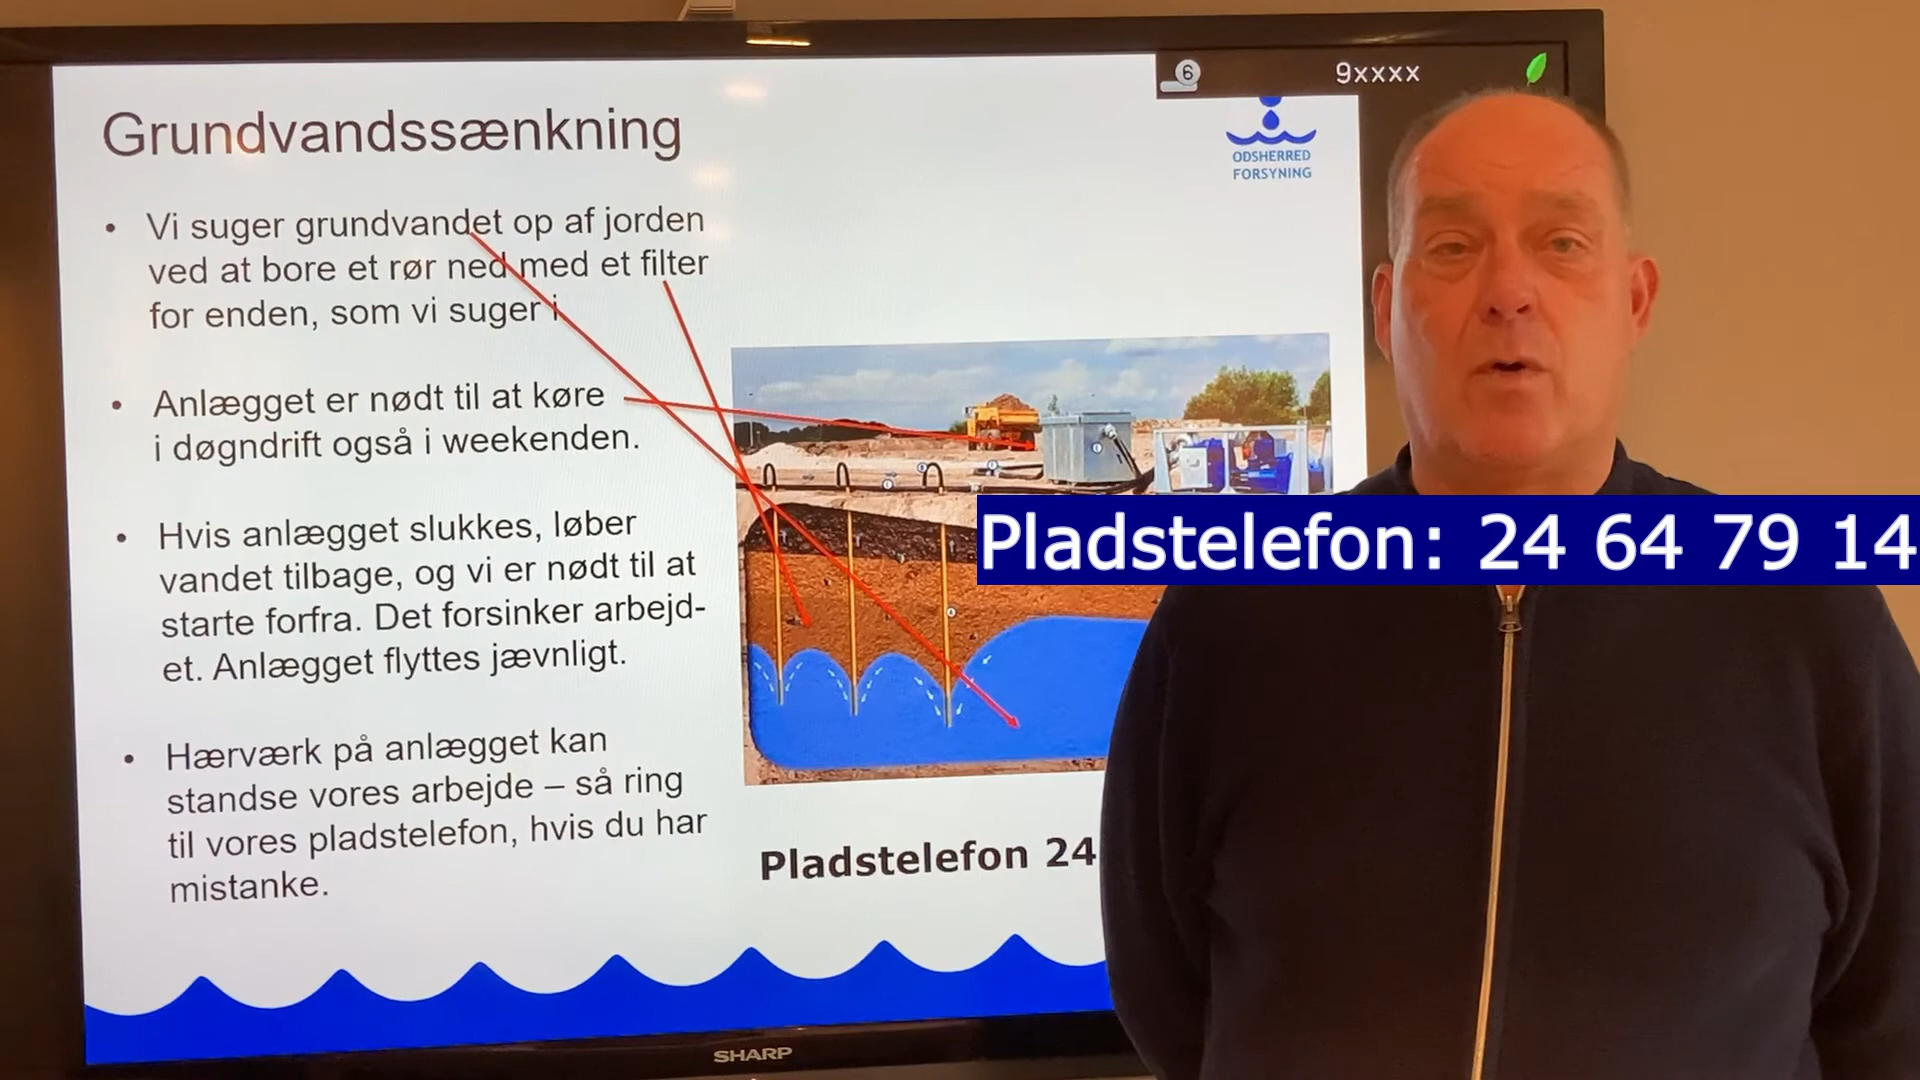 6
9xxxx
Grundvandssænkning
ODSHERRED
FORSYNING
• Vi suger grundvandet op af jorden
ved at bore et rør ned med et filter
for enden, som vi suger i
• Anlægget er nødt til at køre
i døgndrift også i weekenden.
• Hvis anlægget slukkes, løber
vandet tilbage, og vi er nødt til at
starte forfra. Det forsinker arbejd-
et. Anlægget flyttes jævnligt.
• Hærværk på anlægget kan
standse vores arbejde – så ring
til vores pladstelefon, hvis du har
mistanke.
Pladstelefon: 24 64 79 14
Pladstelefon 24
SHARP